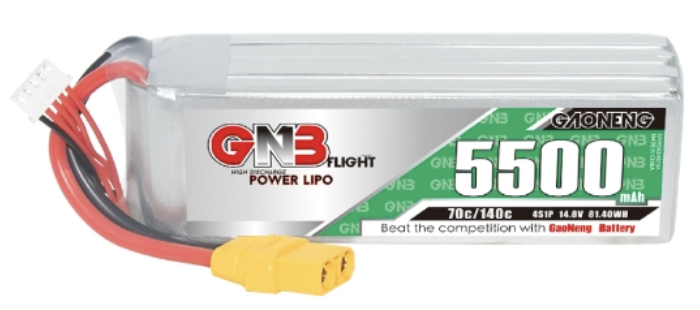 GAONENG
GNB FLIGHT
HIGH DISCHARGE
POWER LIPO
5500 mAh
70c/140c 4S1P 14.8V 81.40WH
Beat the competition with GaoNeng Battery